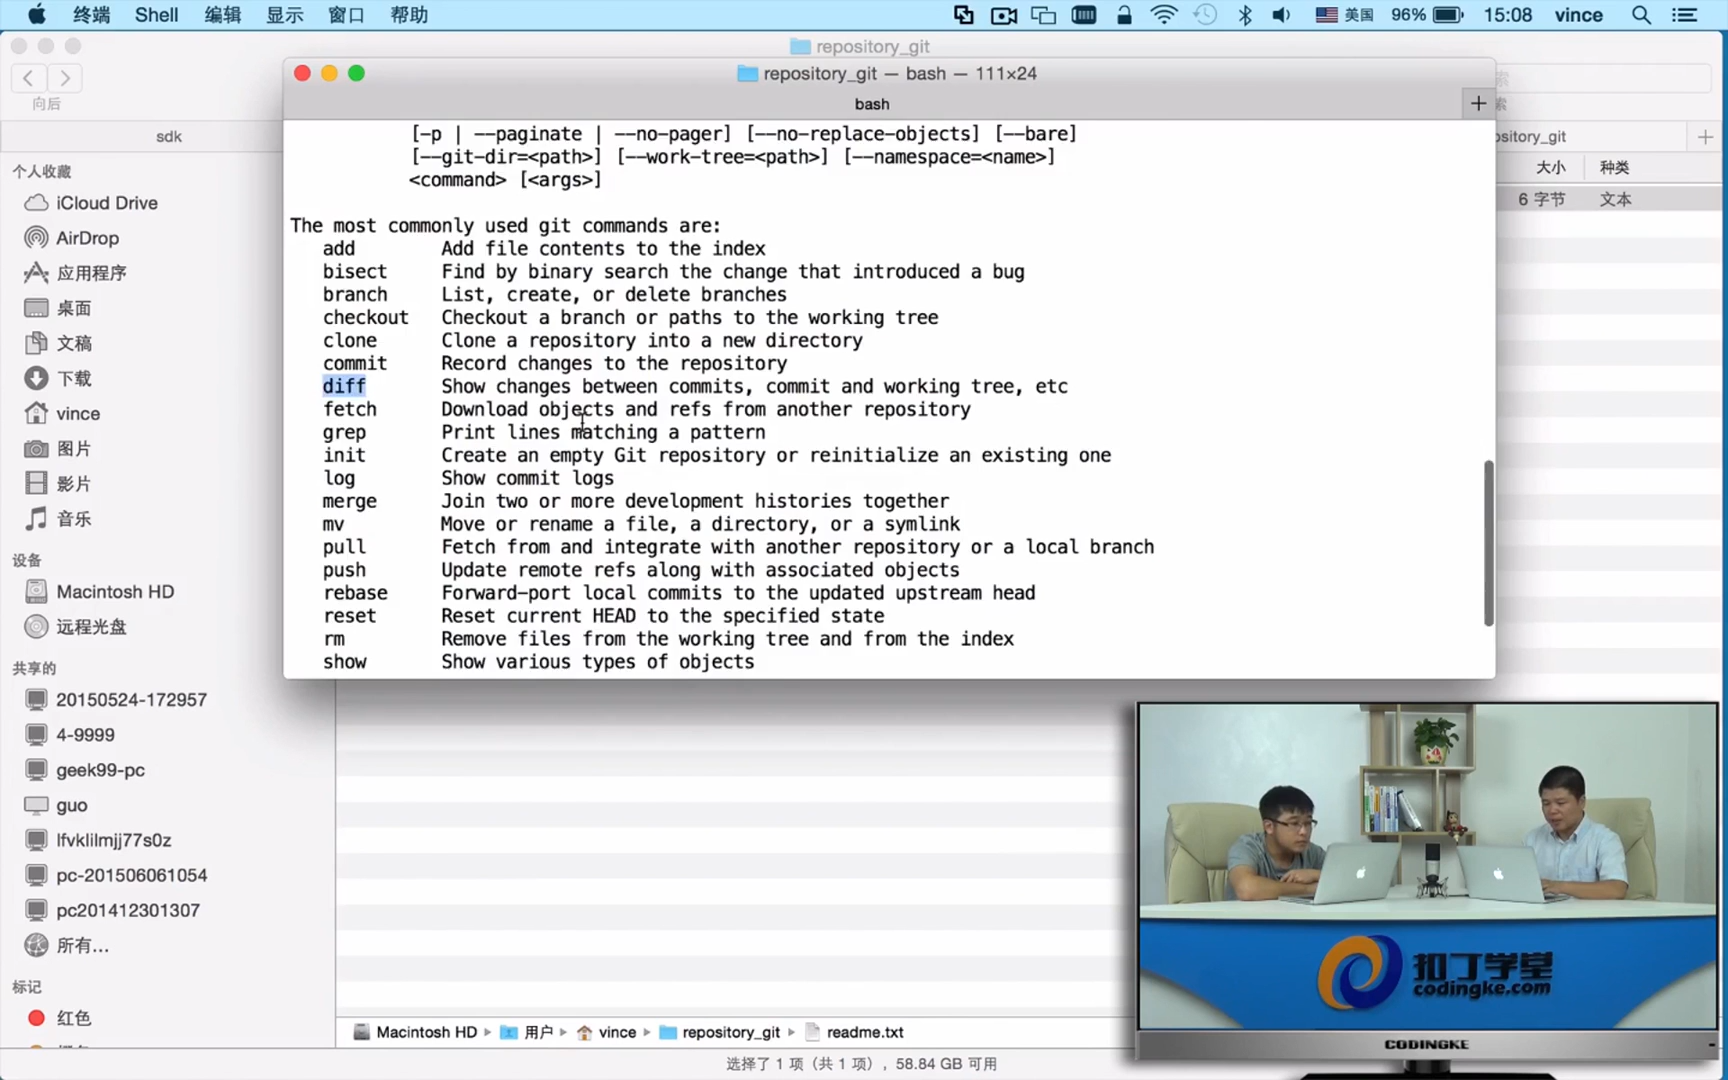 终端 Shell 编辑 显示 窗口 帮助 美国 96% 15:08 vince
repository_git
repository_git — bash — 111×24
向后
bash
sdk
sitory_git
大小 种类
6 字节 文本
个人收藏
iCloud Drive
AirDrop
应用程序
桌面
文稿
下载
vince
图片
影片
音乐
设备
Macintosh HD
远程光盘
共享的
20150524-172957
4-9999
geek99-pc
guo
lfvklilmjj77s0z
pc-201506061054
pc201412301307
所有…
标记
红色
[-p | --paginate | --no-pager] [--no-replace-objects] [--bare]
[--git-dir=<path>] [--work-tree=<path>] [--namespace=<name>]
<command> [<args>]
The most commonly used git commands are:
add Add file contents to the index
bisect Find by binary search the change that introduced a bug
branch List, create, or delete branches
checkout Checkout a branch or paths to the working tree
clone Clone a repository into a new directory
commit Record changes to the repository
diff Show changes between commits, commit and working tree, etc
fetch Download objects and refs from another repository
grep Print lines matching a pattern
init Create an empty Git repository or reinitialize an existing one
log Show commit logs
merge Join two or more development histories together
mv Move or rename a file, a directory, or a symlink
pull Fetch from and integrate with another repository or a local branch
push Update remote refs along with associated objects
rebase Forward-port local commits to the updated upstream head
reset Reset current HEAD to the specified state
rm Remove files from the working tree and from the index
show Show various types of objects
扣丁学堂
codingke.com
CODINGKE
Macintosh HD 用户 vince repository_git readme.txt
选择了 1 项（共 1 项），58.84 GB 可用